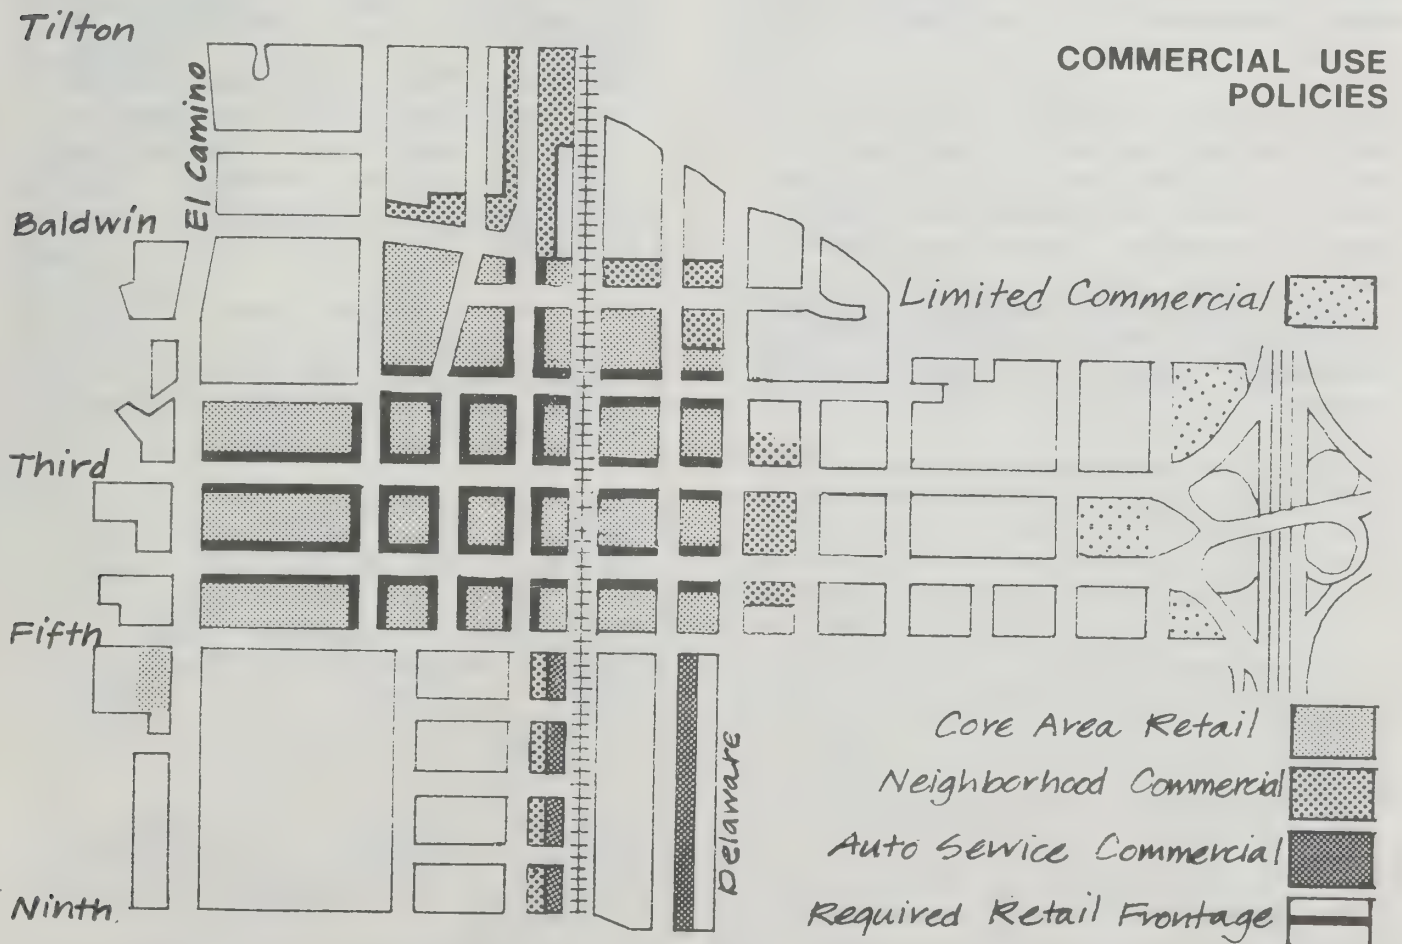 Tilton
COMMERCIAL USE
POLICIES
El Camino
Baldwin
Limited Commercial
Third
Fifth
Core Area Retail
Delaware
Neighborhood Commercial
Auto Service Commercial
Ninth.
Required Retail Frontage